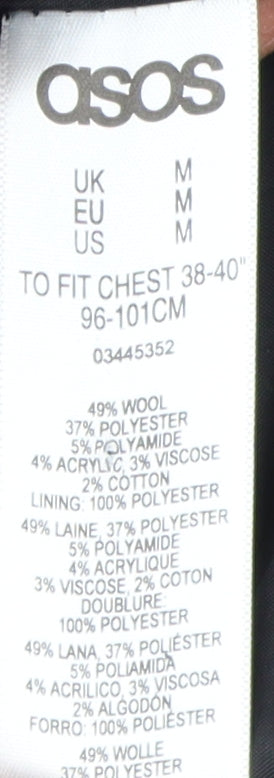 asos
UK M
EU M
US M
TO FIT CHEST 38-40"
96-101CM
03445352
49% WOOL
37% POLYESTER
5% POLYAMIDE
4% ACRYLIC, 3% VISCOSE
2% COTTON
LINING: 100% POLYESTER
49% LAINE, 37% POLYESTER
5% POLYAMIDE
4% ACRYLIQUE
3% VISCOSE, 2% COTON
DOUBLURE:
100% POLYESTER
49% LANA, 37% POLIÉSTER
5% POLIAMIDA
4% ACRILICO, 3% VISCOSA
2% ALGODÓN
FORRO: 100% POLIÉSTER
49% WOLLE
37% POLYESTER